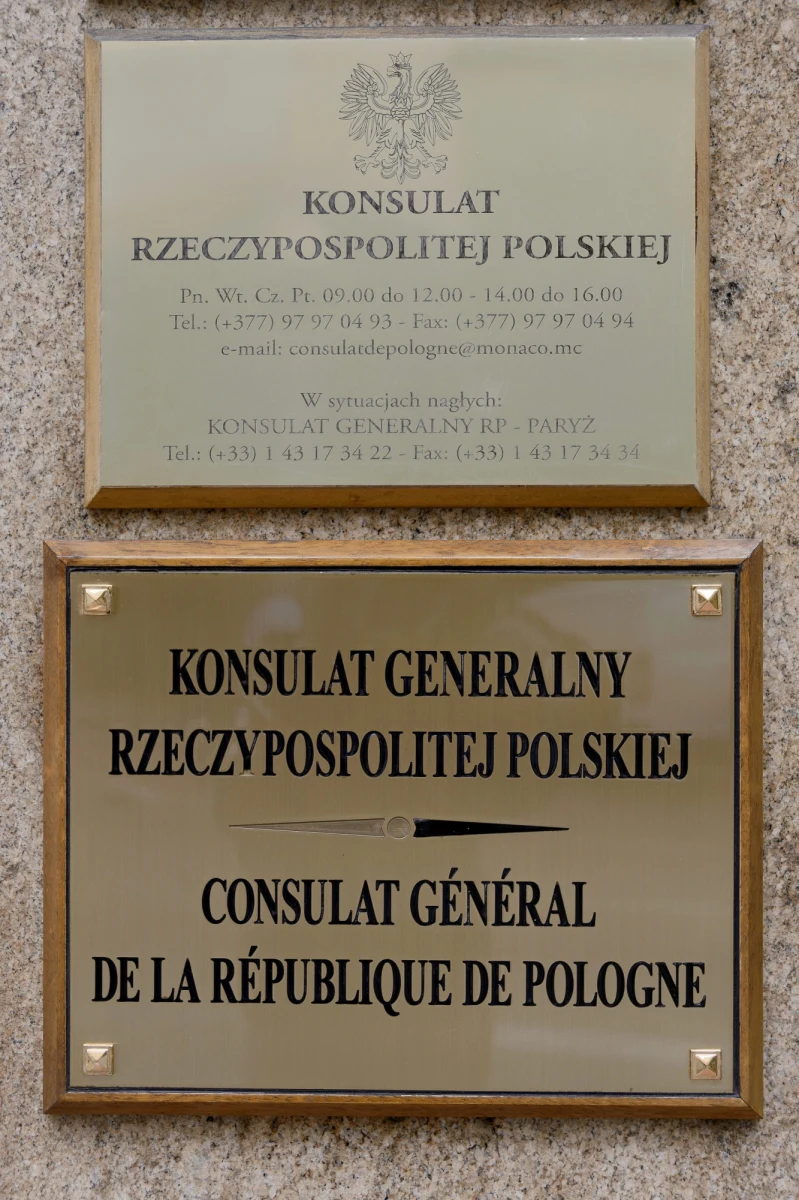 KONSULAT
RZECZYPOSPOLITEJ POLSKIEJ
Pn. Wt. Cz. Pt. 09.00 do 12.00 - 14.00 do 16.00
Tel.: (+377) 97 97 04 93 - Fax: (+377) 97 97 04 94
e-mail: consulatdepologne@monaco.mc
W sytuacjach nagłych:
KONSULAT GENERALNY RP - PARYŻ
Tel.: (+33) 1 43 17 34 22 - Fax: (+33) 1 43 17 34 34
KONSULAT GENERALNY
RZECZYPOSPOLITEJ POLSKIEJ
CONSULAT GÉNÉRAL
DE LA RÉPUBLIQUE DE POLOGNE